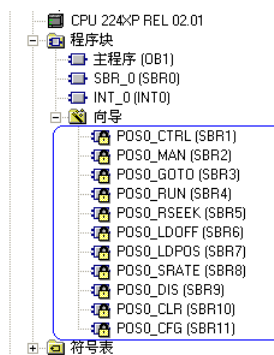 CPU 224XP REL 02.01
程序块
主程序 (OB1)
SBR_0 (SBR0)
INT_0 (INT0)
向导
POS0_CTRL (SBR1)
POS0_MAN (SBR2)
POS0_GOTO (SBR3)
POS0_RUN (SBR4)
POS0_RSEEK (SBR5)
POS0_LDOFF (SBR6)
POS0_LDPOS (SBR7)
POS0_SRATE (SBR8)
POS0_DIS (SBR9)
POS0_CLR (SBR10)
POS0_CFG (SBR11)
符号表